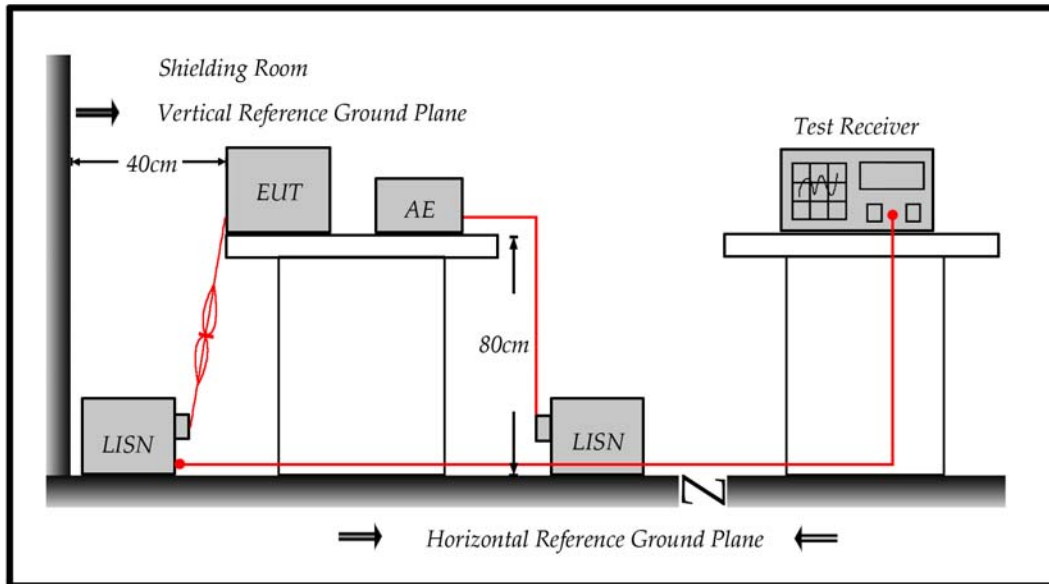 Shielding Room
Vertical Reference Ground Plane
Test Receiver
40cm
EUT
AE
80cm
LISN
LISN
Horizontal Reference Ground Plane